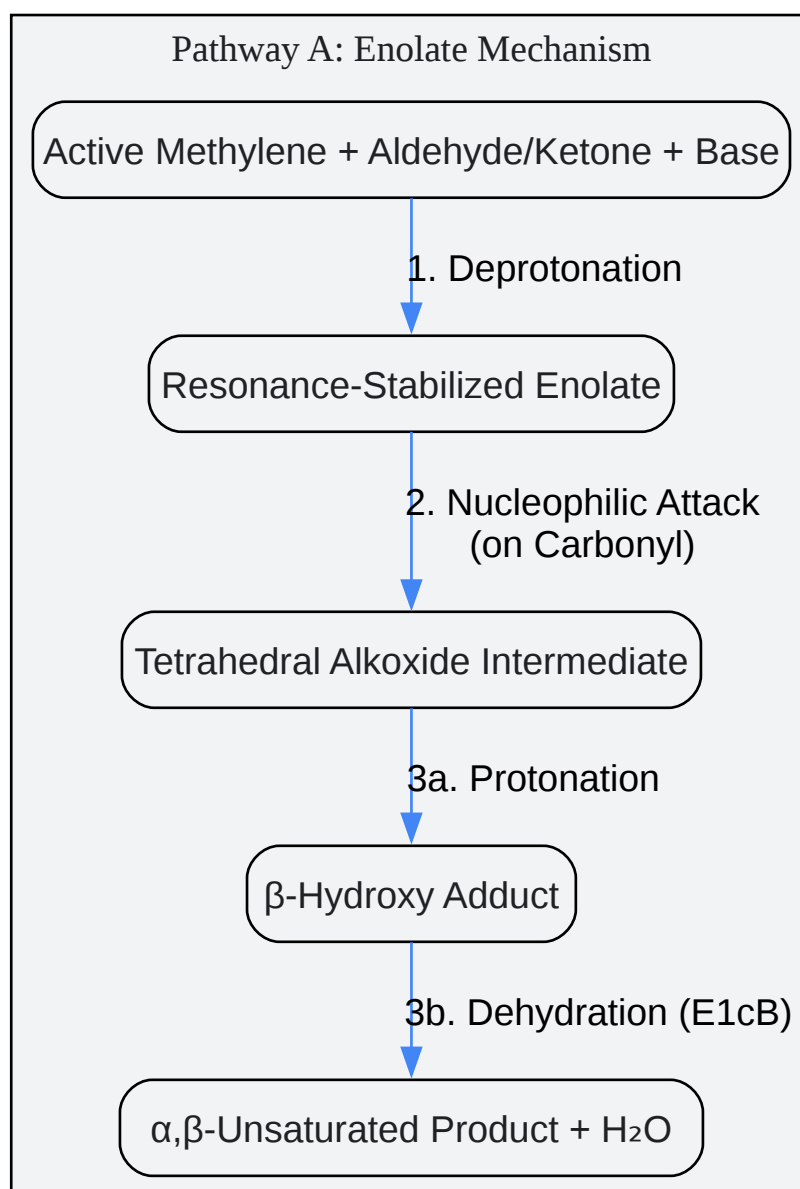 Pathway A: Enolate Mechanism
Active Methylene + Aldehyde/Ketone + Base
1. Deprotonation
Resonance-Stabilized Enolate
2. Nucleophilic Attack
(on Carbonyl)
Tetrahedral Alkoxide Intermediate
3a. Protonation
β-Hydroxy Adduct
3b. Dehydration (E1cB)
α,β-Unsaturated Product + H₂O